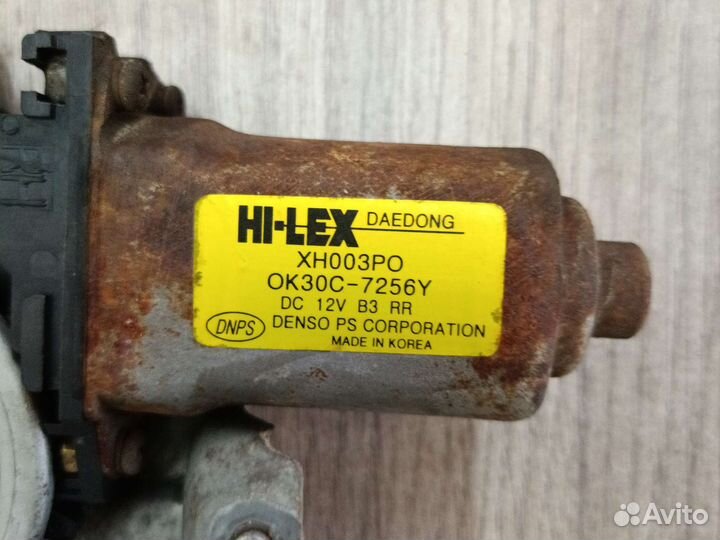 HI-LEX DAEDONG
XH003PO
OK30C-7256Y
DC 12V B3 RR
DNPS DENSO PS CORPORATION
MADE IN KOREA
Avito